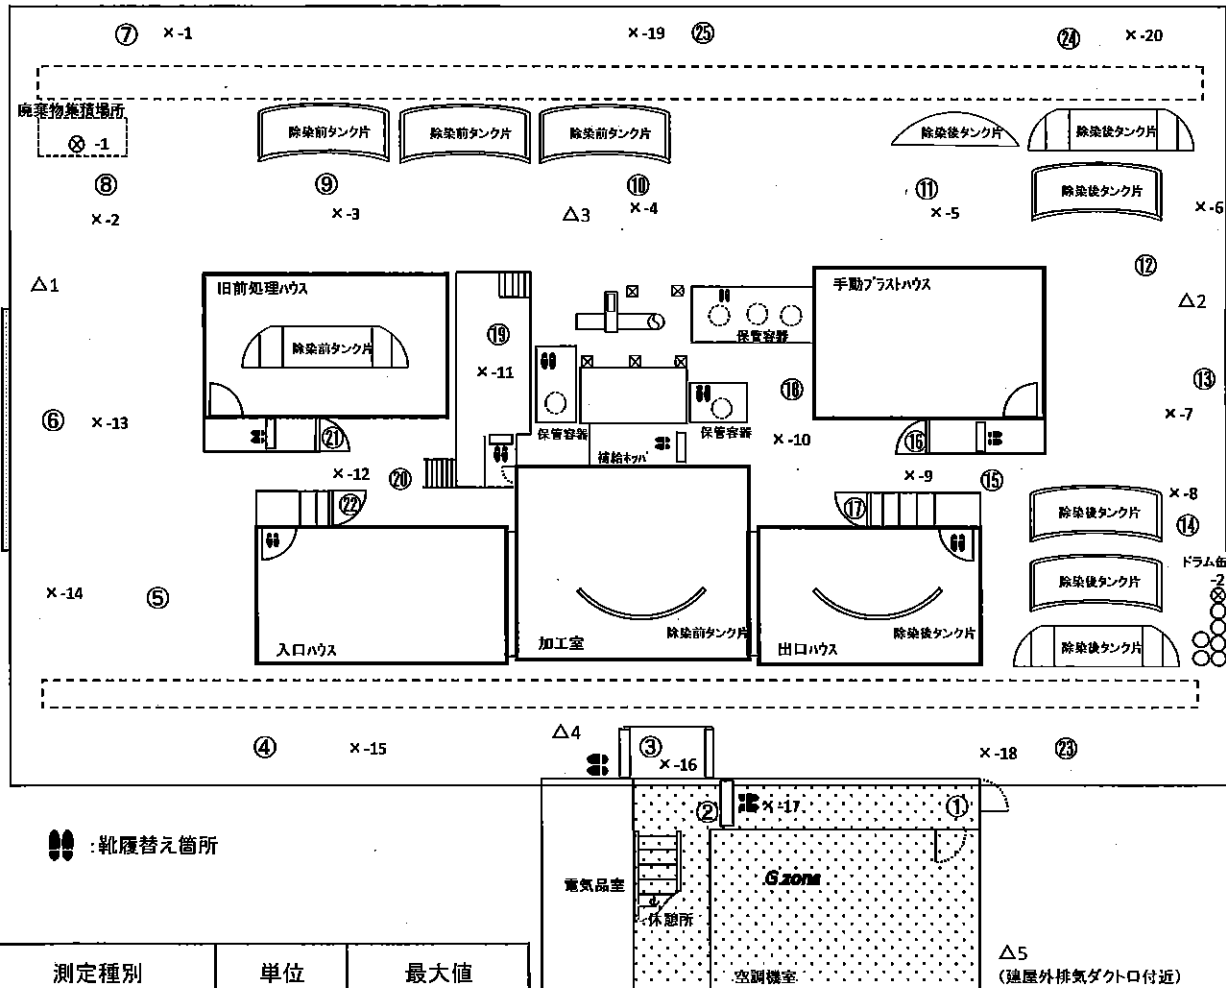 ⑦ ×-1 ×-19 ㉕ ㉔ ×-20
廃棄物集積場所
⊗ -1
除染前タンク片 除染前タンク片 除染前タンク片 除染後タンク片 除染後タンク片
⑧ ⑨ ⑩ ⑪ 除染後タンク片
×-2 ×-3 △3 ×-4 ×-5 ×-6
⑫
△1 旧前処理ハウス 手動ブラストハウス △2
保管容器
⑲ 除染前タンク片
×-11 ⑱ ⑬
⑥ ×-13 ×-7
保管容器 保管容器
㉑ ×-10 ⑯
補給ホッパ
×-12 ⑳ ×-9 ⑮
㉒ ⑰ 除染後タンク片 ×-8
⑭
ドラム缶
-2
×-14 ⑤ 除染後タンク片
入口ハウス 加工室 除染前タンク片 出口ハウス 除染後タンク片 除染後タンク片
④ ×-15 △4 ③ ×-16 ×-18 ㉓
② ×-17 ①
:靴履替え箇所
電気品室 G zone
休憩所
測定種別 単位 最大値 空調機室 △5
(建屋外排気ダクト口付近)